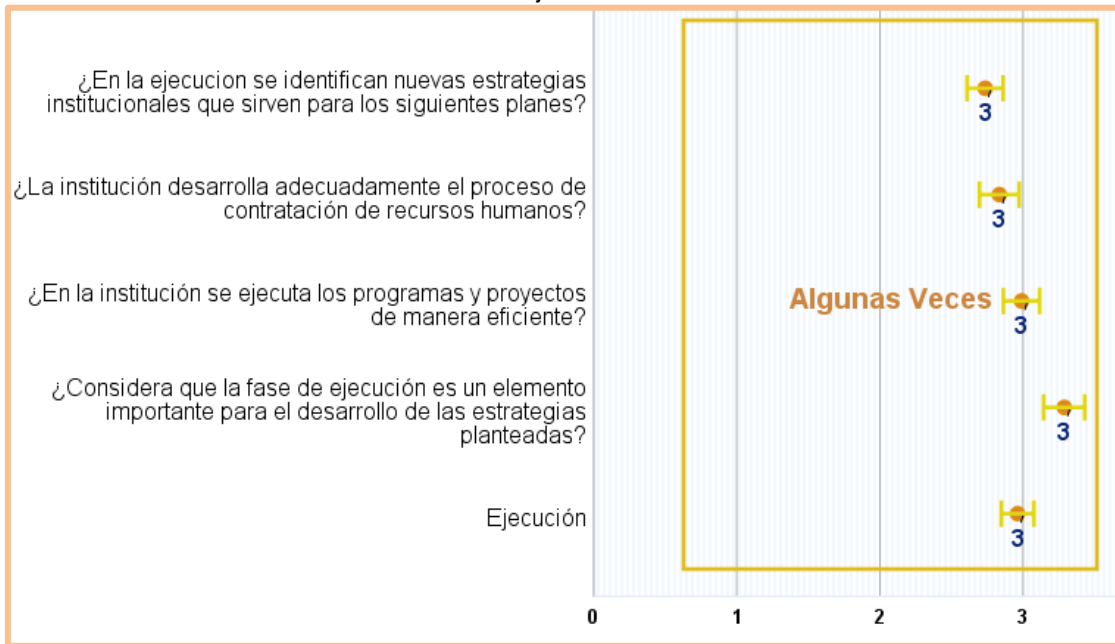 ¿En la ejecucion se identifican nuevas estrategias
institucionales que sirven para los siguientes planes?
3
¿La institución desarrolla adecuadamente el proceso de
contratación de recursos humanos?
3
¿En la institución se ejecuta los programas y proyectos
de manera eficiente?
Algunas Veces
3
¿Considera que la fase de ejecución es un elemento
importante para el desarrollo de las estrategias
planteadas?
3
Ejecución
3
0 1 2 3